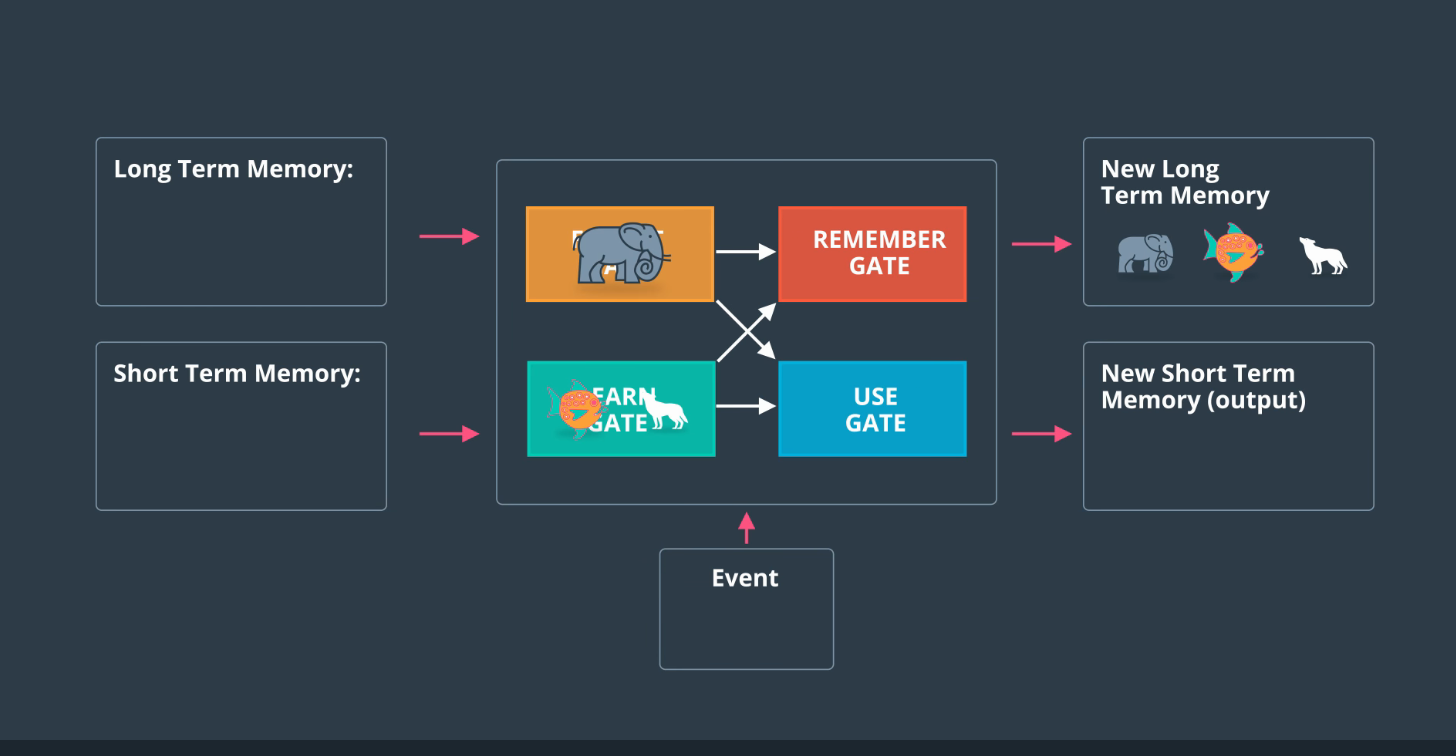 Long Term Memory:
Short Term Memory:
REMEMBER
GATE
EARN
GATE
USE
GATE
Event
New Long
Term Memory
New Short Term
Memory (output)